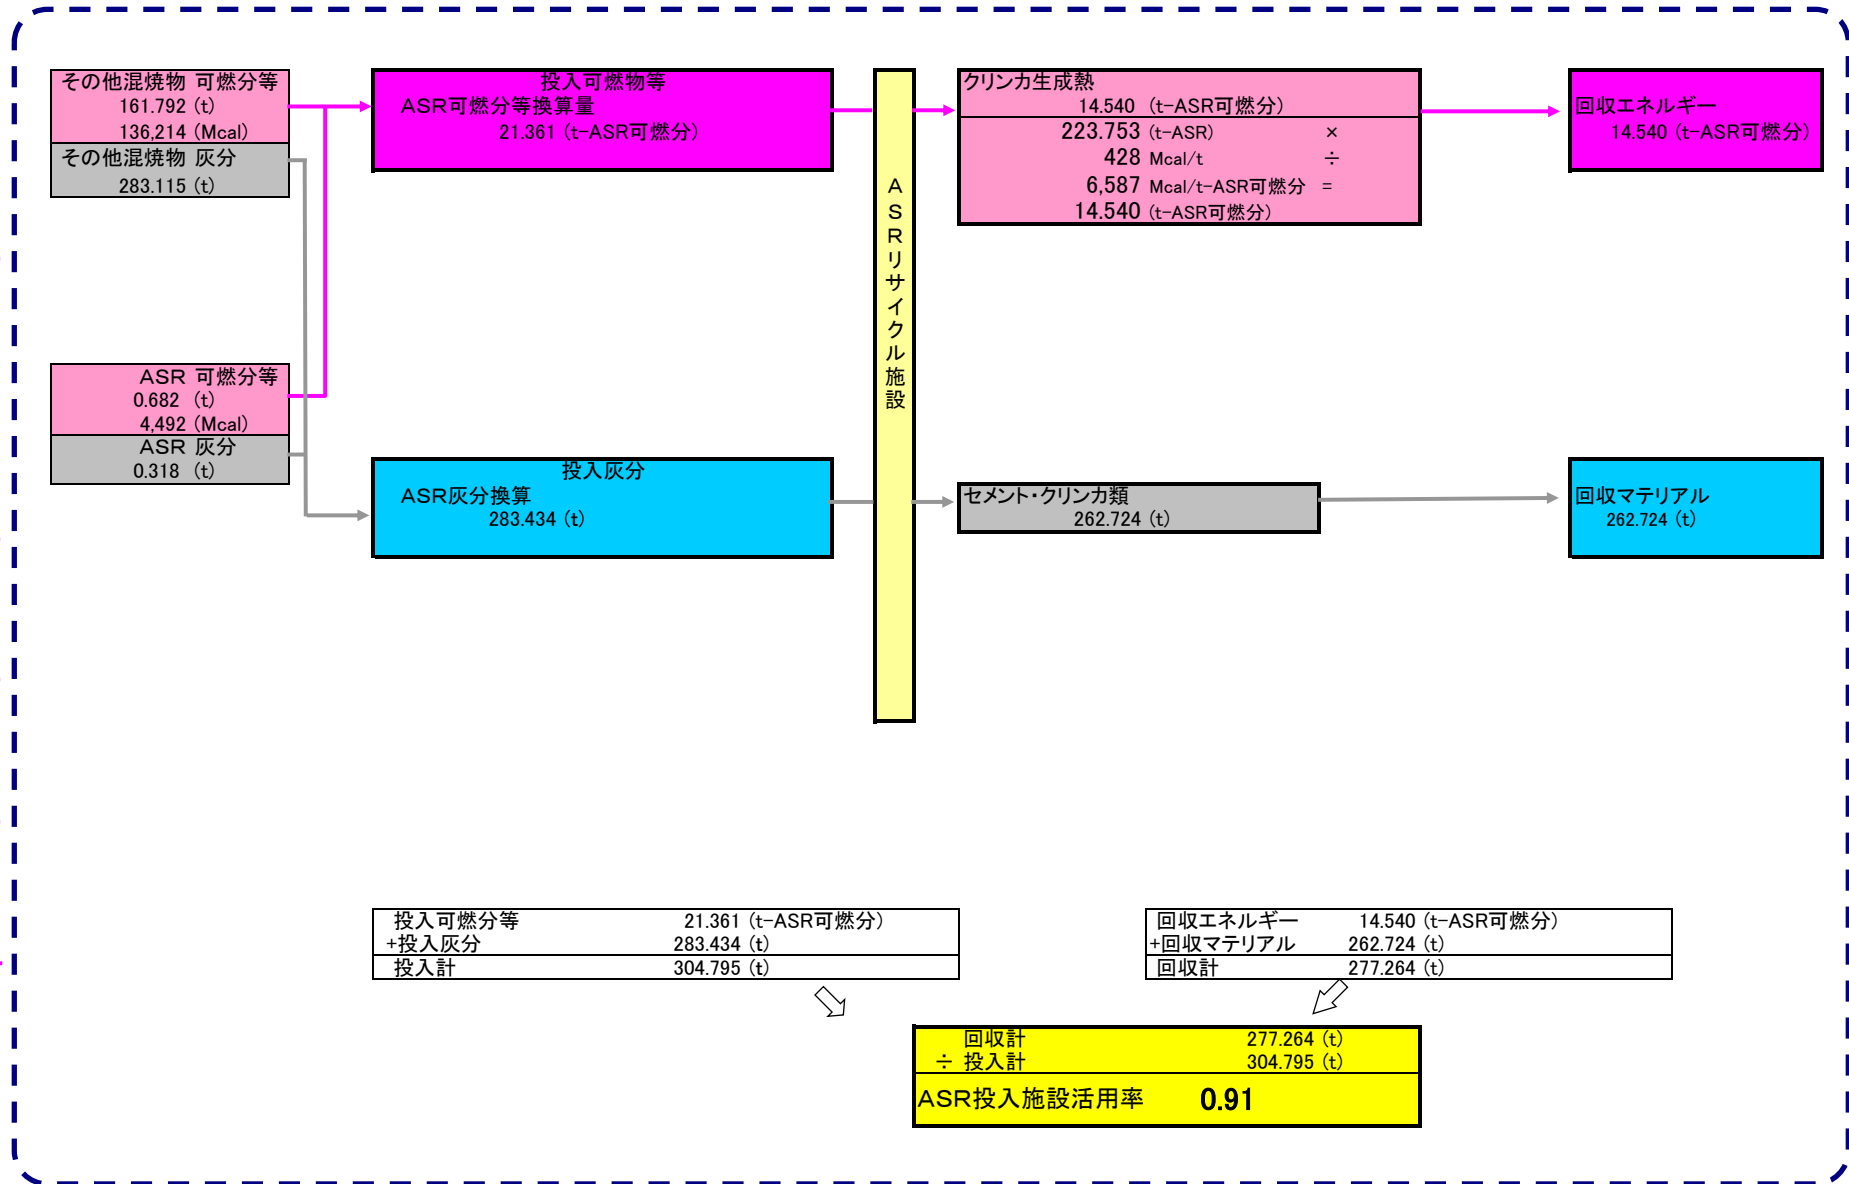 その他混焼物 可燃分等
161.792 (t)
136,214 (Mcal)
その他混焼物 灰分
283.115 (t)
ASR 可燃分等
0.682 (t)
4,492 (Mcal)
ASR 灰分
0.318 (t)
投入可燃物等
ASR可燃分等換算量
21.361 (t-ASR可燃分)
投入灰分
ASR灰分換算
283.434 (t)
ASRリサイクル施設
クリンカ生成熱
14.540 (t-ASR可燃分)
223.753 (t-ASR) ×
428 Mcal/t ÷
6,587 Mcal/t-ASR可燃分 =
14.540 (t-ASR可燃分)
セメント・クリンカ類
262.724 (t)
回収エネルギー
14.540 (t-ASR可燃分)
回収マテリアル
262.724 (t)
投入可燃分等 21.361 (t-ASR可燃分)
+投入灰分 283.434 (t)
投入計 304.795 (t)
回収エネルギー 14.540 (t-ASR可燃分)
+回収マテリアル 262.724 (t)
回収計 277.264 (t)
回収計 277.264 (t)
÷ 投入計 304.795 (t)
ASR投入施設活用率 0.91